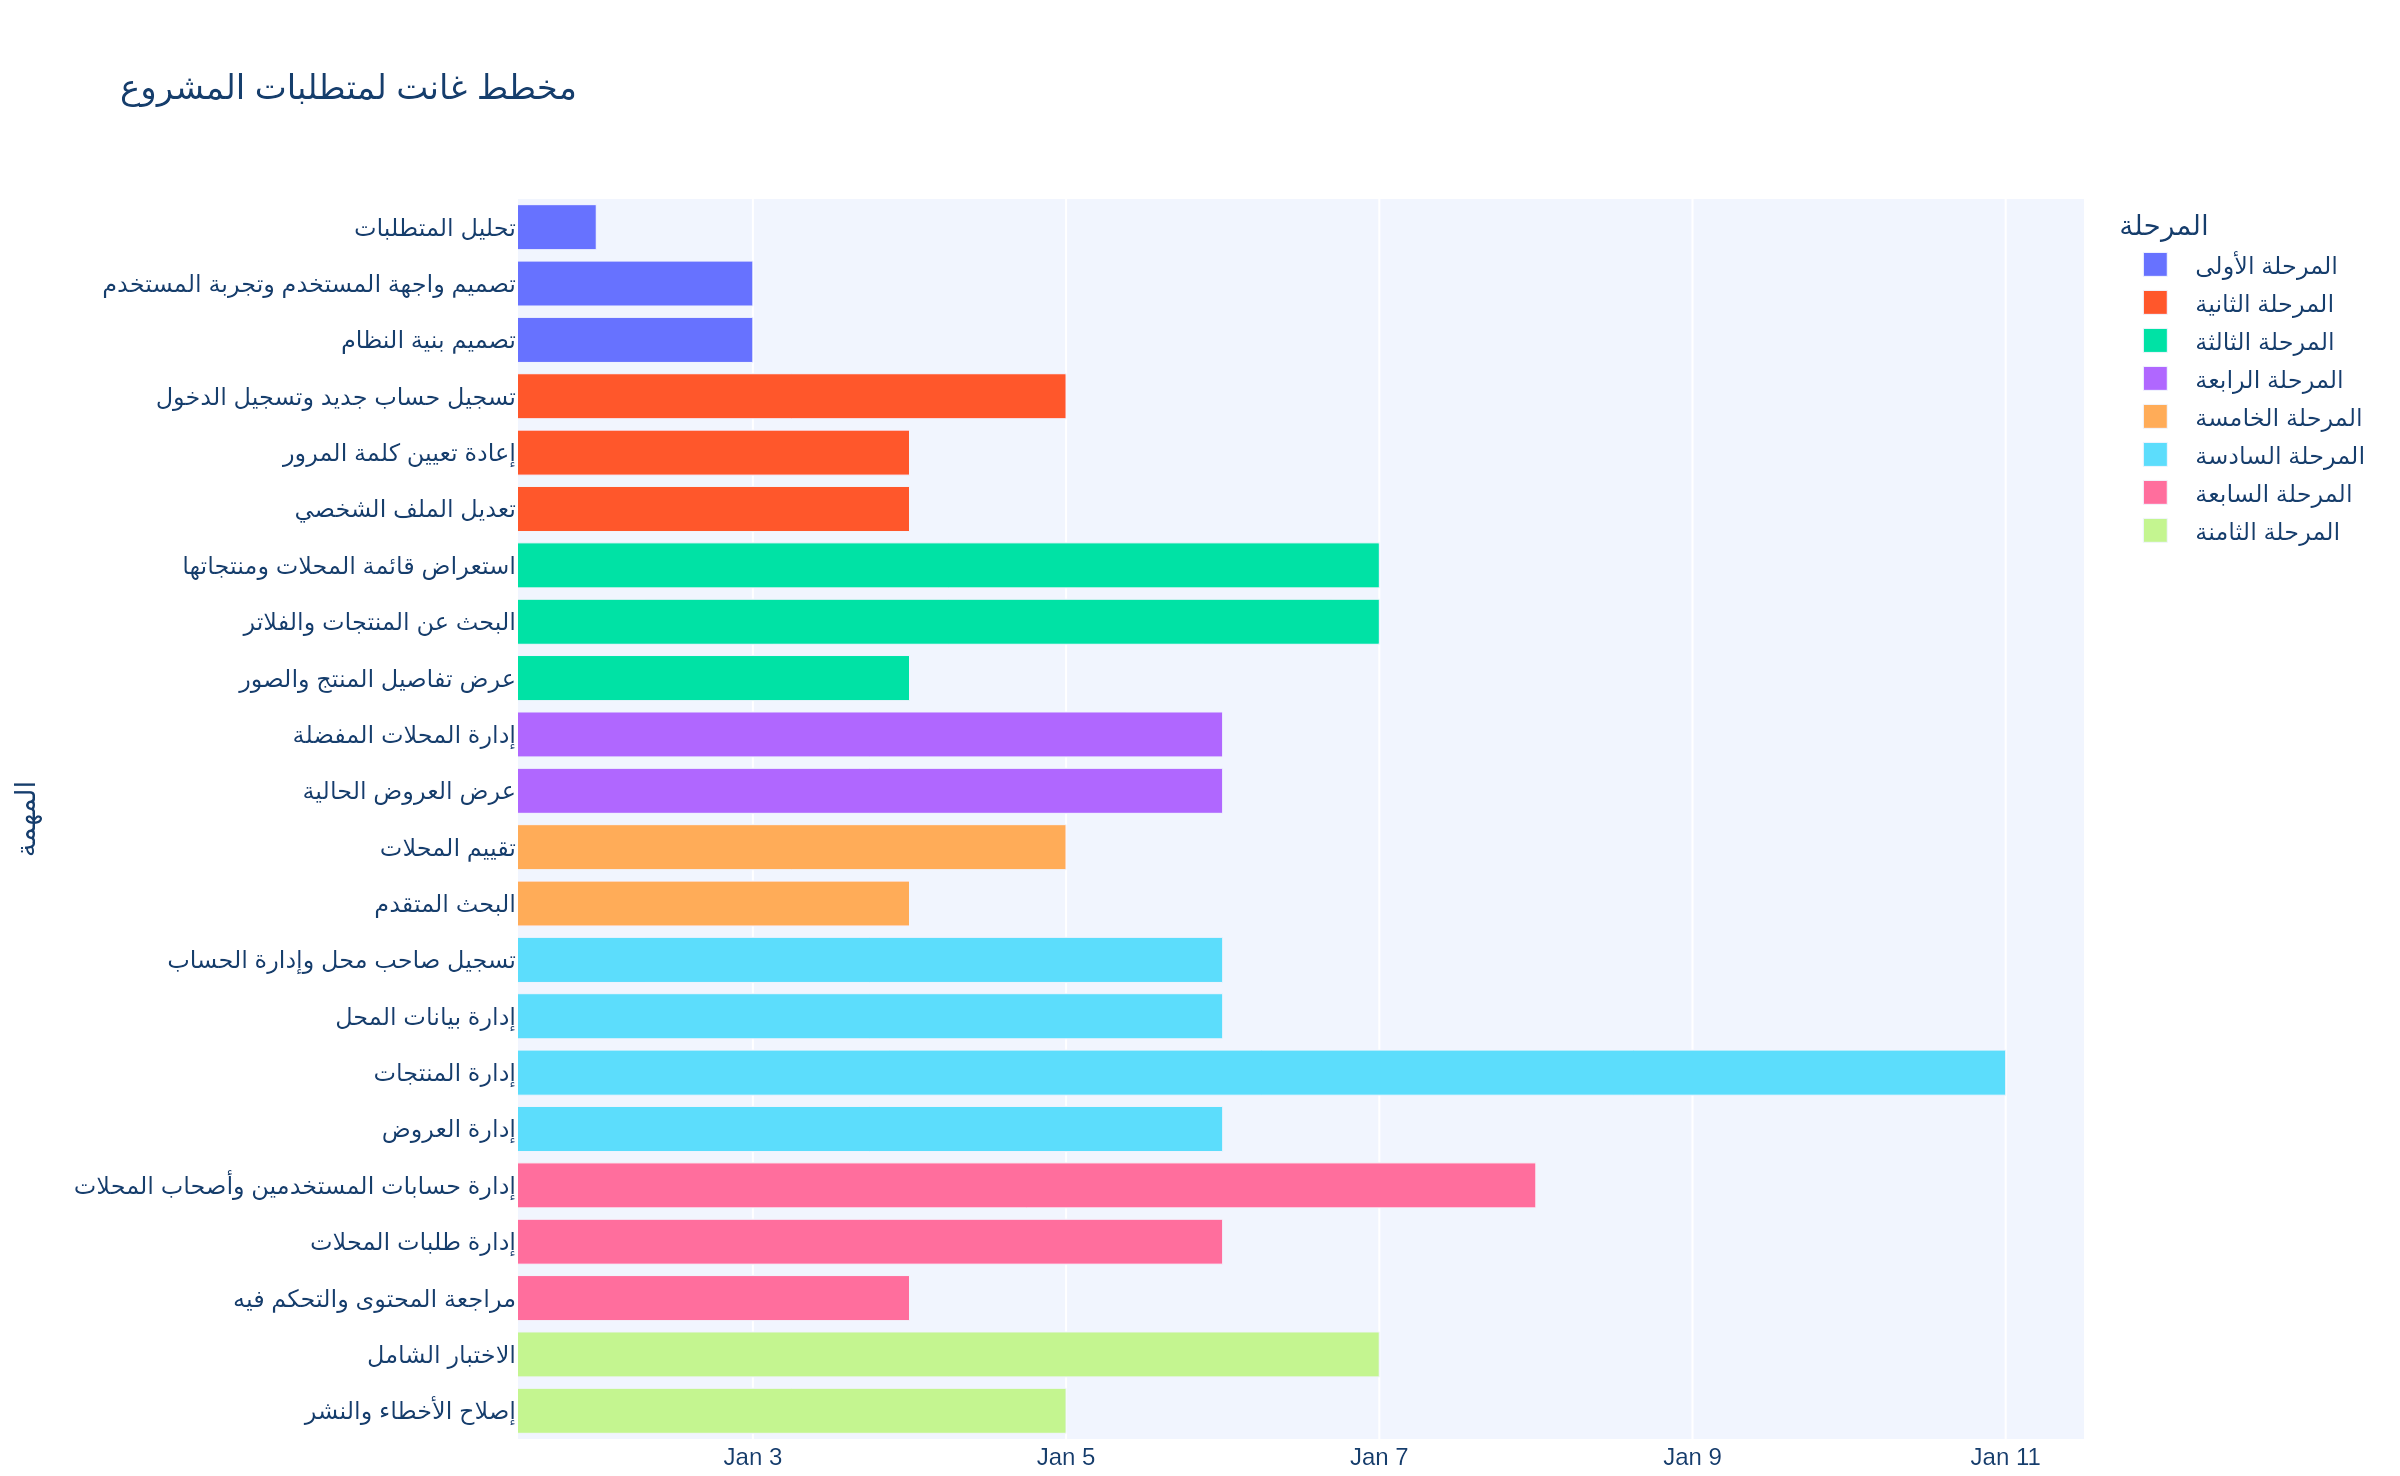 مخطط غانت لمتطلبات المشروع
تحليل المتطلبات
تصميم واجهة المستخدم وتجربة المستخدم
تصميم بنية النظام
تسجيل حساب جديد وتسجيل الدخول
إعادة تعيين كلمة المرور
تعديل الملف الشخصي
استعراض قائمة المحلات ومنتجاتها
البحث عن المنتجات والفلاتر
عرض تفاصيل المنتج والصور
إدارة المحلات المفضلة
عرض العروض الحالية
تقييم المحلات
البحث المتقدم
تسجيل صاحب محل وإدارة الحساب
إدارة بيانات المحل
إدارة المنتجات
إدارة العروض
إدارة حسابات المستخدمين وأصحاب المحلات
إدارة طلبات المحلات
مراجعة المحتوى والتحكم فيه
الاختبار الشامل
إصلاح الأخطاء والنشر
المهمة
Jan 3
Jan 5
Jan 7
Jan 9
Jan 11
المرحلة
المرحلة الأولى
المرحلة الثانية
المرحلة الثالثة
المرحلة الرابعة
المرحلة الخامسة
المرحلة السادسة
المرحلة السابعة
المرحلة الثامنة